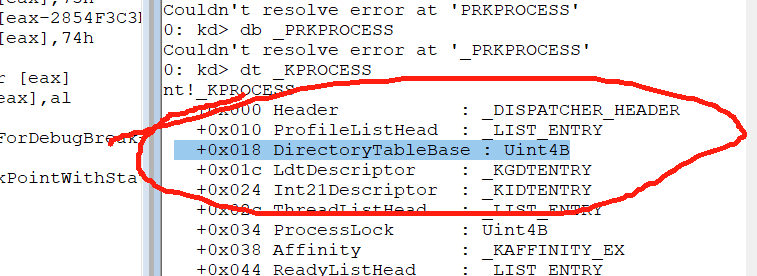 [eax],75h
[eax-2854F3C3
],74h
r [eax]
eax],al
ForDebugBreak
kPointWithSta
Couldn't resolve error at 'PRKPROCESS'
0: kd> db _PRKPROCESS
Couldn't resolve error at '_PRKPROCESS'
0: kd> dt _KPROCESS
nt!_KPROCESS
+0x000 Header : _DISPATCHER_HEADER
+0x010 ProfileListHead : _LIST_ENTRY
+0x018 DirectoryTableBase : Uint4B
+0x01c LdtDescriptor : _KGDTENTRY
+0x024 Int21Descriptor : _KIDTENTRY
+0x02c ThreadListHead : _LIST_ENTRY
+0x034 ProcessLock : Uint4B
+0x038 Affinity : _KAFFINITY_EX
+0x044 ReadyListHead : _LIST_ENTRY